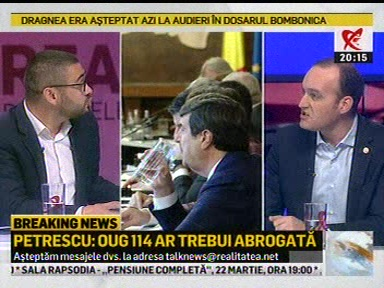 DRAGNEA ERA AȘTEPTAT AZI LA AUDIERI ÎN DOSARUL BOMBONICA
20:15
BREAKING NEWS
PETRESCU: OUG 114 AR TREBUI ABROGATĂ
Așteptăm mesajele dvs. la adresa talknews@realitatea.net
* SALA RAPSODIA - „PENSIUNE COMPLETĂ”, 22 MARTIE, ORA 19:00 *